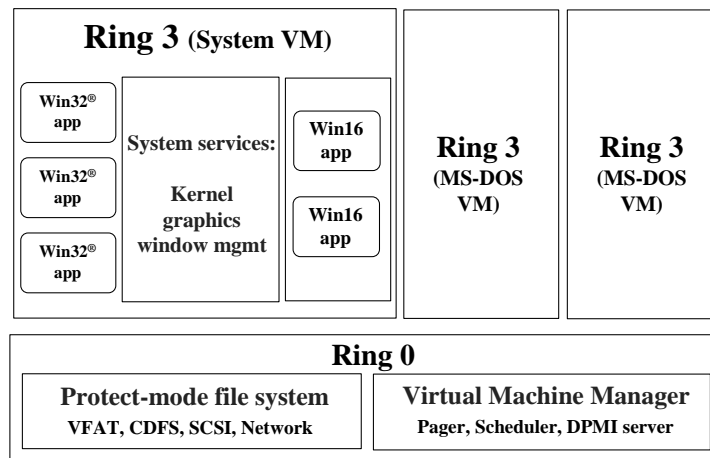 Ring 3 (System VM)
Win32® app
Win32® app
Win32® app
System services:
Kernel
graphics
window mgmt
Win16
app
Win16
app
Ring 3
(MS-DOS
VM)
Ring 3
(MS-DOS
VM)
Ring 0
Protect-mode file system
VFAT, CDFS, SCSI, Network
Virtual Machine Manager
Pager, Scheduler, DPMI server